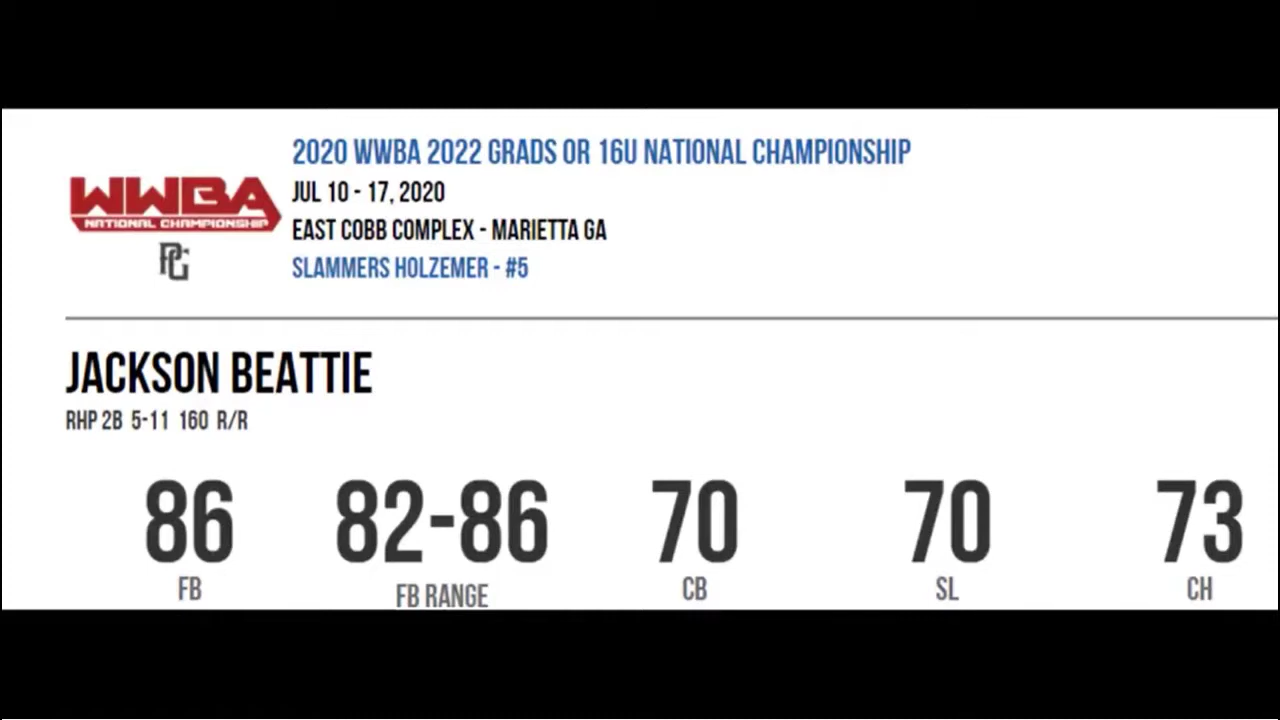 2020 WWBA 2022 GRADS OR 16U NATIONAL CHAMPIONSHIP
JUL 10 - 17, 2020
EAST COBB COMPLEX - MARIETTA GA
SLAMMERS HOLZEMER - #5
WWBA
NATIONAL CHAMPIONSHIP
PG
JACKSON BEATTIE
RHP 2B 5-11 160 R/R
86 82-86 70 70 73
FB FB RANGE CB SL CH